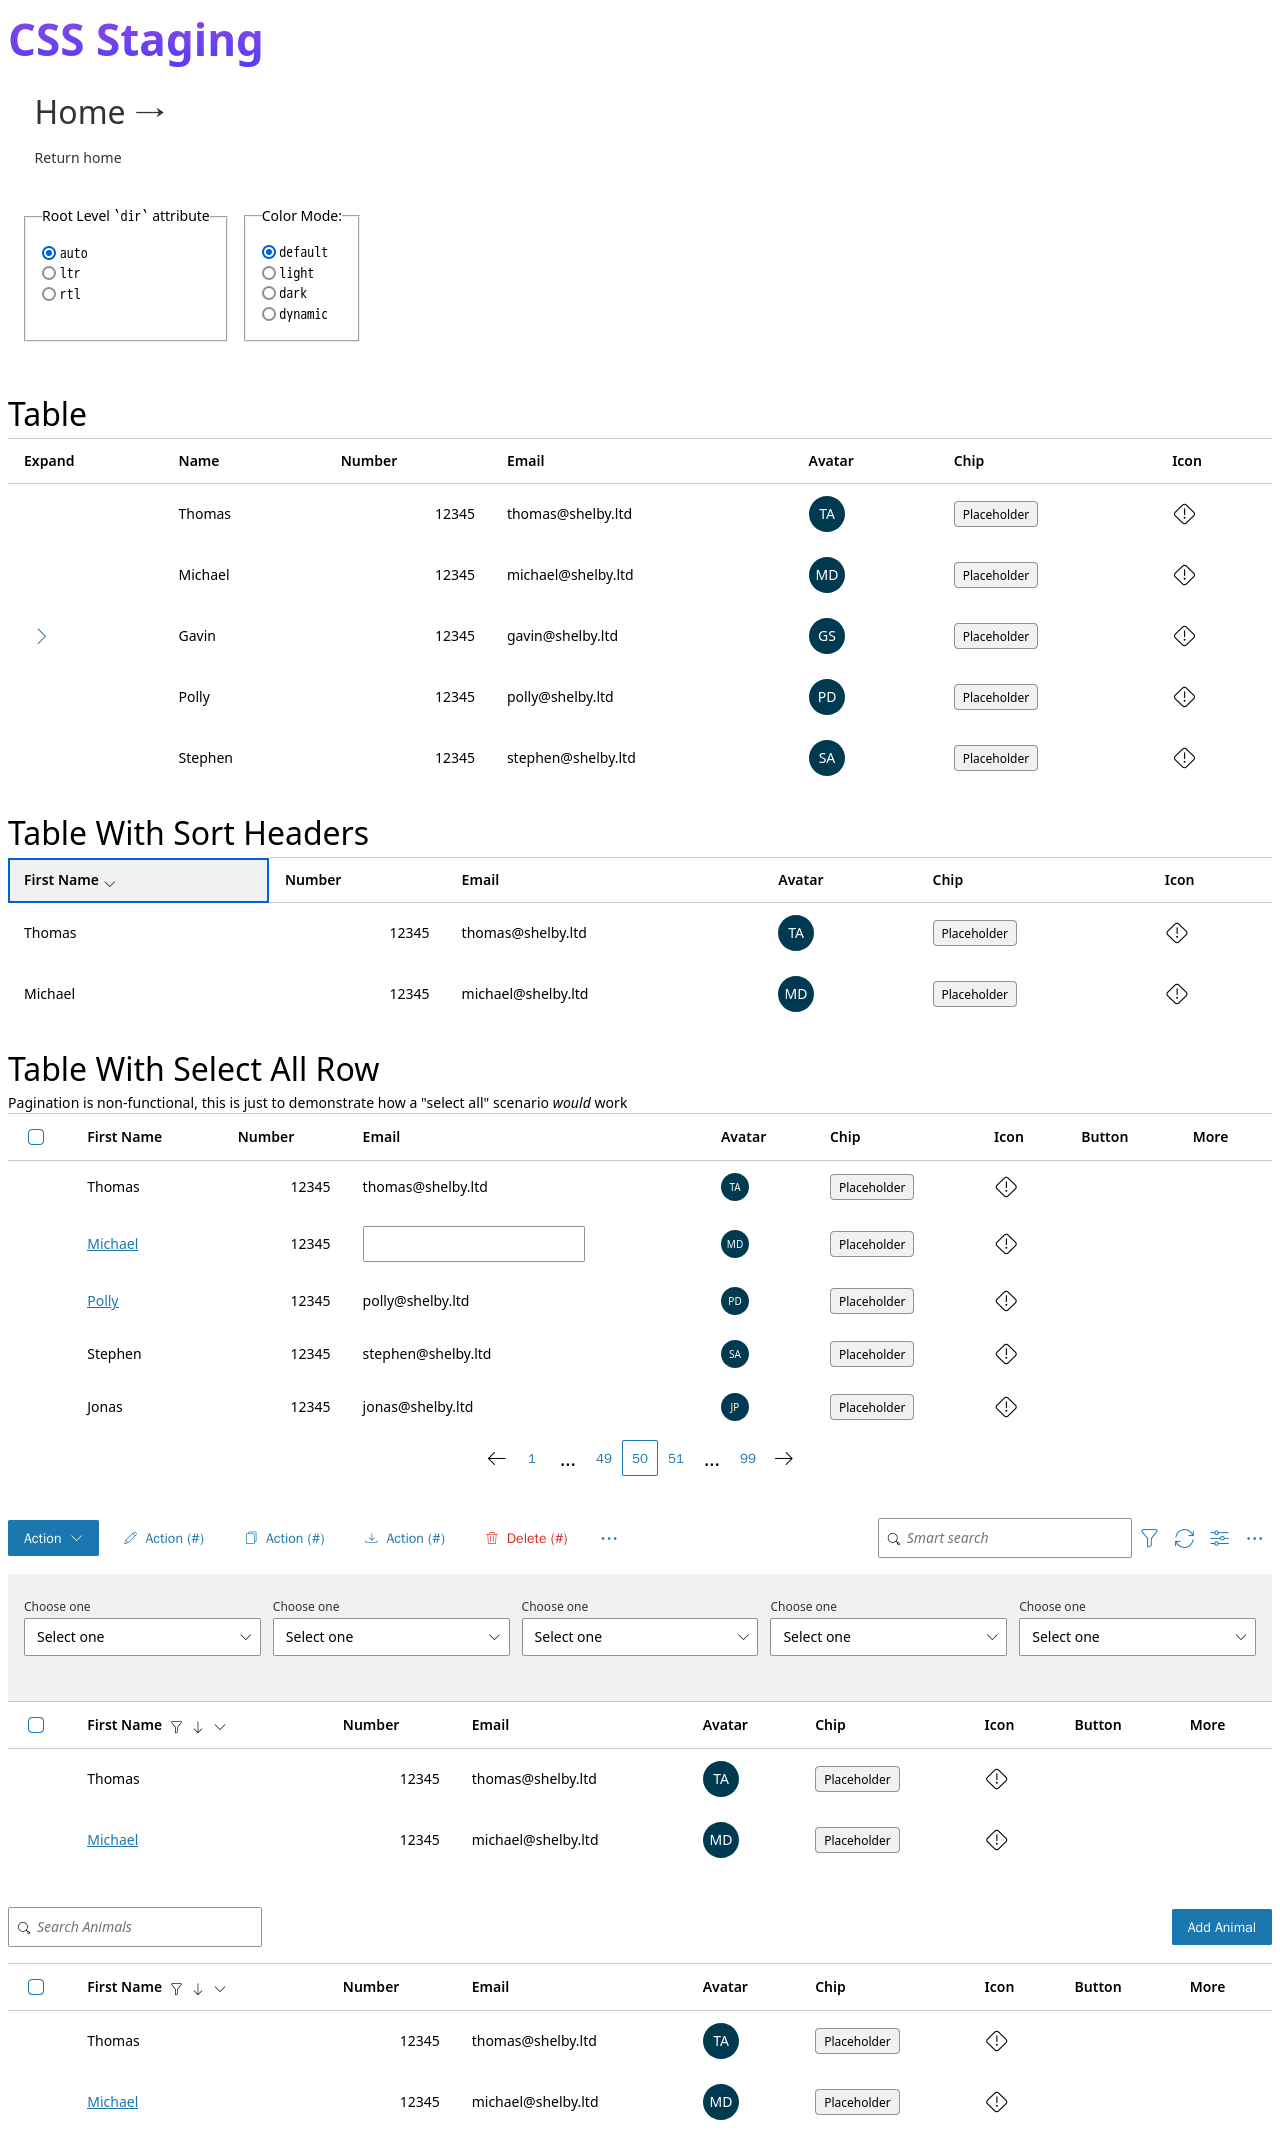 CSS Staging
Home →
Return home
Root Level `dir` attribute
auto
ltr
rtl
Color Mode:
default
light
dark
dynamic
Table
Expand Name Number Email Avatar Chip Icon
Thomas 12345 thomas@shelby.ltd TA Placeholder
Michael 12345 michael@shelby.ltd MD Placeholder
Gavin 12345 gavin@shelby.ltd GS Placeholder
Polly 12345 polly@shelby.ltd PD Placeholder
Stephen 12345 stephen@shelby.ltd SA Placeholder
Table With Sort Headers
First Name Number Email Avatar Chip Icon
Thomas 12345 thomas@shelby.ltd TA Placeholder
Michael 12345 michael@shelby.ltd MD Placeholder
Table With Select All Row
Pagination is non-functional, this is just to demonstrate how a "select all" scenario would work
First Name Number Email Avatar Chip Icon Button More
Thomas 12345 thomas@shelby.ltd TA Placeholder
Michael 12345 MD Placeholder
Polly 12345 polly@shelby.ltd PD Placeholder
Stephen 12345 stephen@shelby.ltd SA Placeholder
Jonas 12345 jonas@shelby.ltd JP Placeholder
1 ... 49 50 51 ... 99
Action Action (#) Action (#) Action (#) Delete (#) Smart search
Choose one Choose one Choose one Choose one Choose one
Select one Select one Select one Select one Select one
First Name Number Email Avatar Chip Icon Button More
Thomas 12345 thomas@shelby.ltd TA Placeholder
Michael 12345 michael@shelby.ltd MD Placeholder
Search Animals Add Animal
First Name Number Email Avatar Chip Icon Button More
Thomas 12345 thomas@shelby.ltd TA Placeholder
Michael 12345 michael@shelby.ltd MD Placeholder